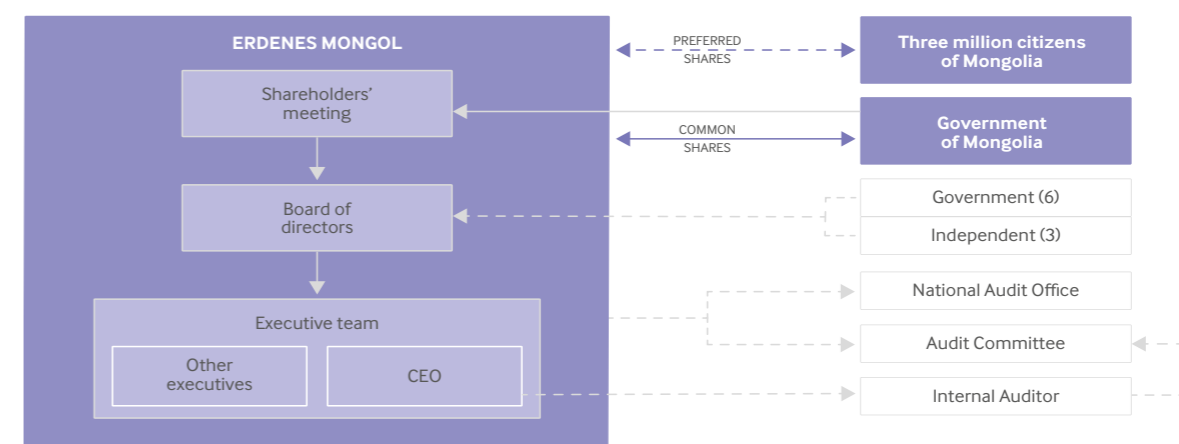 ERDENES MONGOL
Shareholders'
meeting
Board of
directors
Executive team
Other
executives
CEO
PREFERRED
SHARES
COMMON
SHARES
Three million citizens
of Mongolia
Government
of Mongolia
Government (6)
Independent (3)
National Audit Office
Audit Committee
Internal Auditor